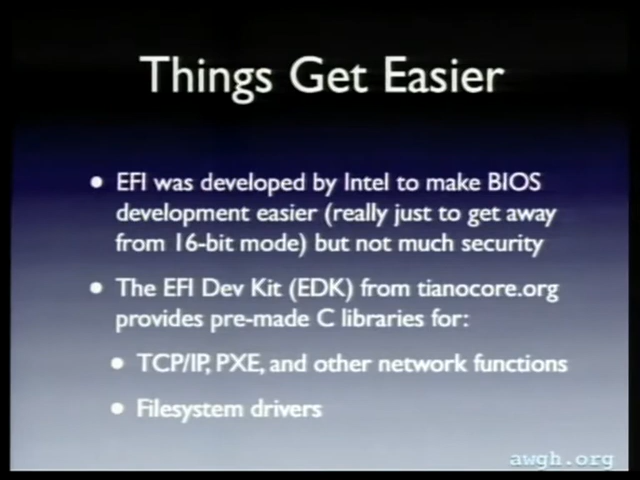 Things Get Easier
• EFI was developed by Intel to make BIOS
development easier (really just to get away
from 16-bit mode) but not much security
• The EFI Dev Kit (EDK) from tianocore.org
provides pre-made C libraries for:
• TCP/IP, PXE, and other network functions
• Filesystem drivers
awgh.org